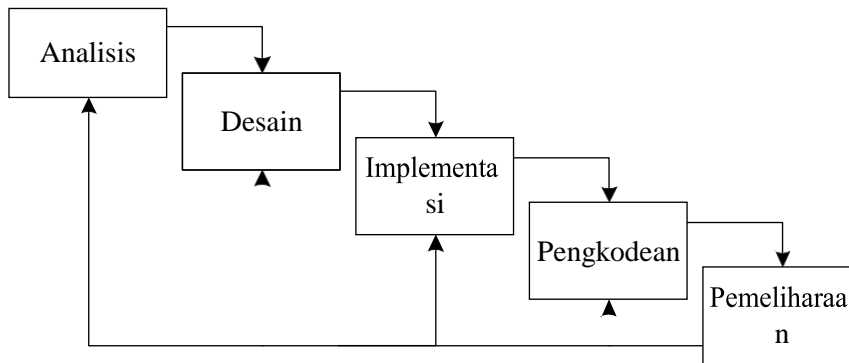 Analisis
Desain
Implementa
si
Pengkodean
Pemeliharaa
n